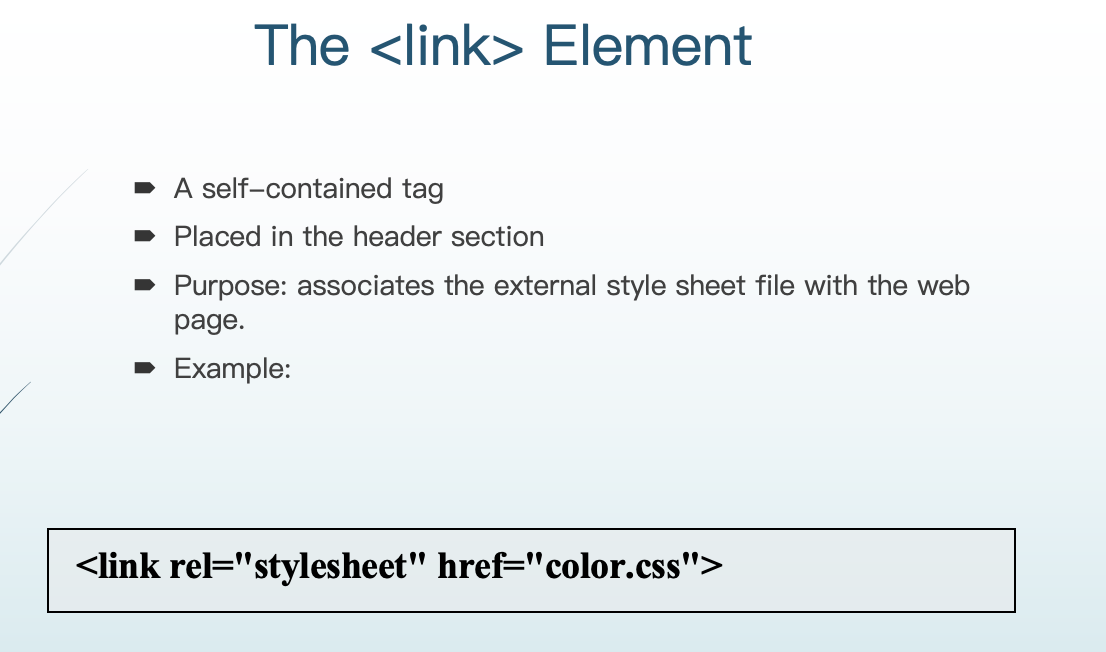 The <link> Element
A self-contained tag
Placed in the header section
Purpose: associates the external style sheet file with the web
page.
Example:
<link rel="stylesheet" href="color.css">